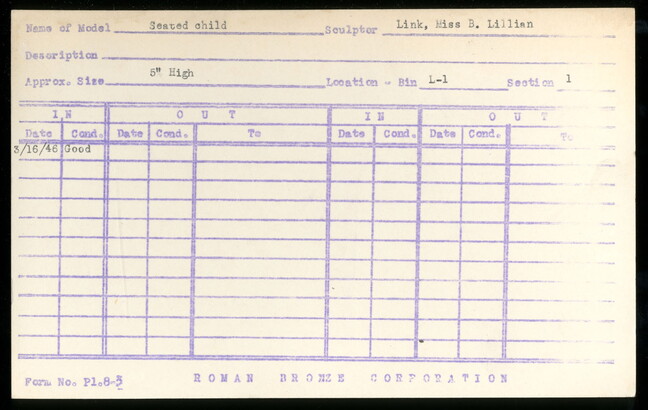 Name of Model Seated child Sculptor Link, Miss B. Lillian
Description
Approx. Size 5" High Location - Bin L-1 Section 1
IN OUT IN OUT
Date Cond. Date Cond. To Date Cond. Date Cond. To
3/16/46 Good
Form No. P1.8-3 ROMAN BRONZE CORPORATION